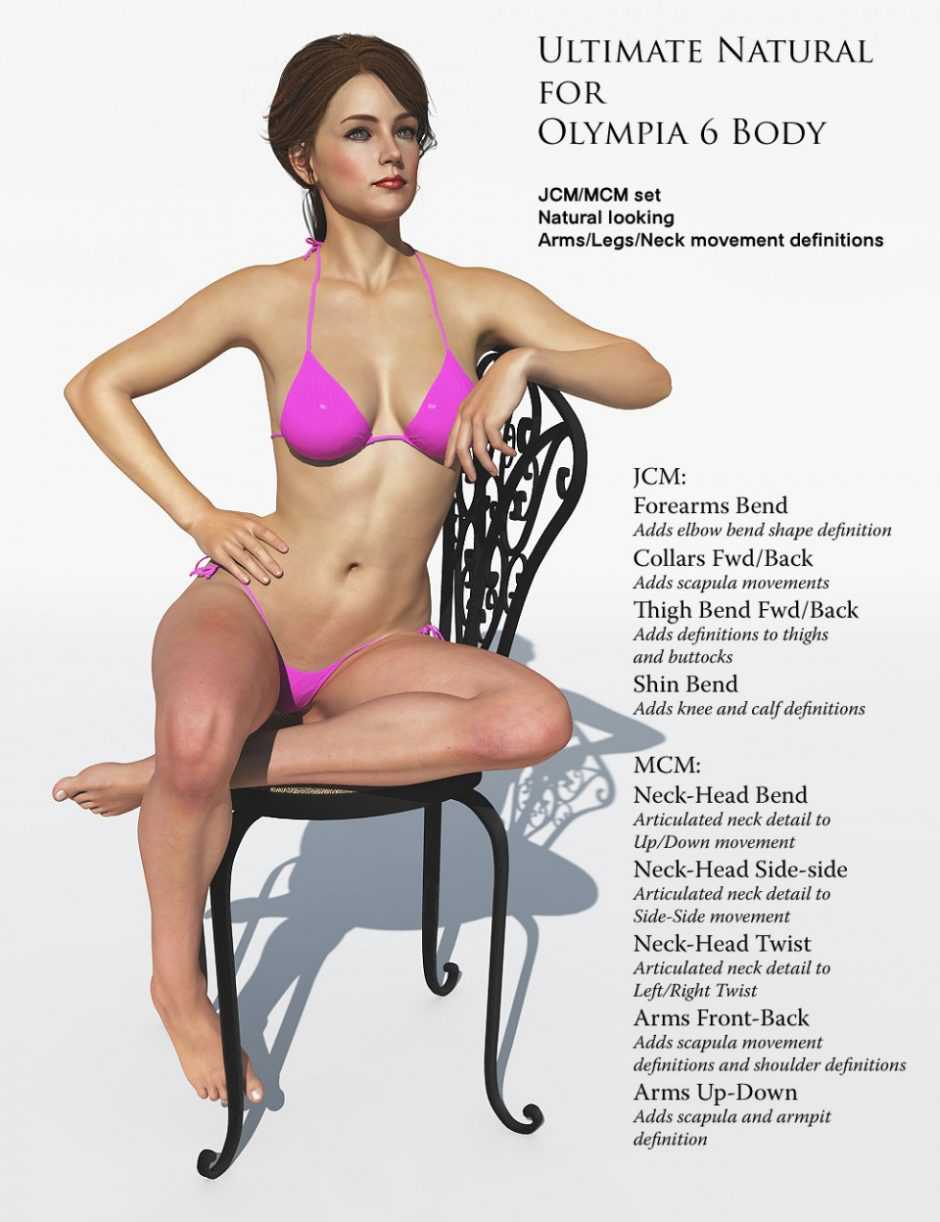 Ultimate Natural
for
Olympia 6 Body
JCM/MCM set
Natural looking
Arms/Legs/Neck movement definitions
JCM:
Forearms Bend
Adds elbow bend shape definition
Collars Fwd/Back
Adds scapula movements
Thigh Bend Fwd/Back
Adds definitions to thighs
and buttocks
Shin Bend
Adds knee and calf definitions
MCM:
Neck-Head Bend
Articulated neck detail to
Up/Down movement
Neck-Head Side-side
Articulated neck detail to
Side-Side movement
Neck-Head Twist
Articulated neck detail to
Left/Right Twist
Arms Front-Back
Adds scapula movement
definitions and shoulder definitions
Arms Up-Down
Adds scapula and armpit
definition